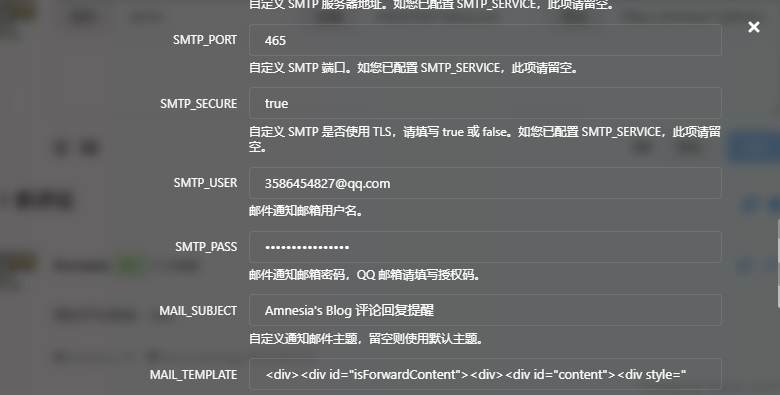 自定义 SMTP 服务器地址。如您已配置 SMTP_SERVICE，此项请留空。
SMTP_PORT
465
自定义 SMTP 端口。如您已配置 SMTP_SERVICE，此项请留空。
SMTP_SECURE
true
自定义 SMTP 是否使用 TLS，请填写 true 或 false。如您已配置 SMTP_SERVICE，此项请留
空。
SMTP_USER
3586454827@qq.com
邮件通知邮箱用户名。
SMTP_PASS
••••••••••••••••
邮件通知邮箱密码，QQ 邮箱请填写授权码。
MAIL_SUBJECT
Amnesia's Blog 评论回复提醒
自定义通知邮件主题，留空则使用默认主题。
MAIL_TEMPLATE
<div><div id="isForwardContent"><div><div id="content"><div style="